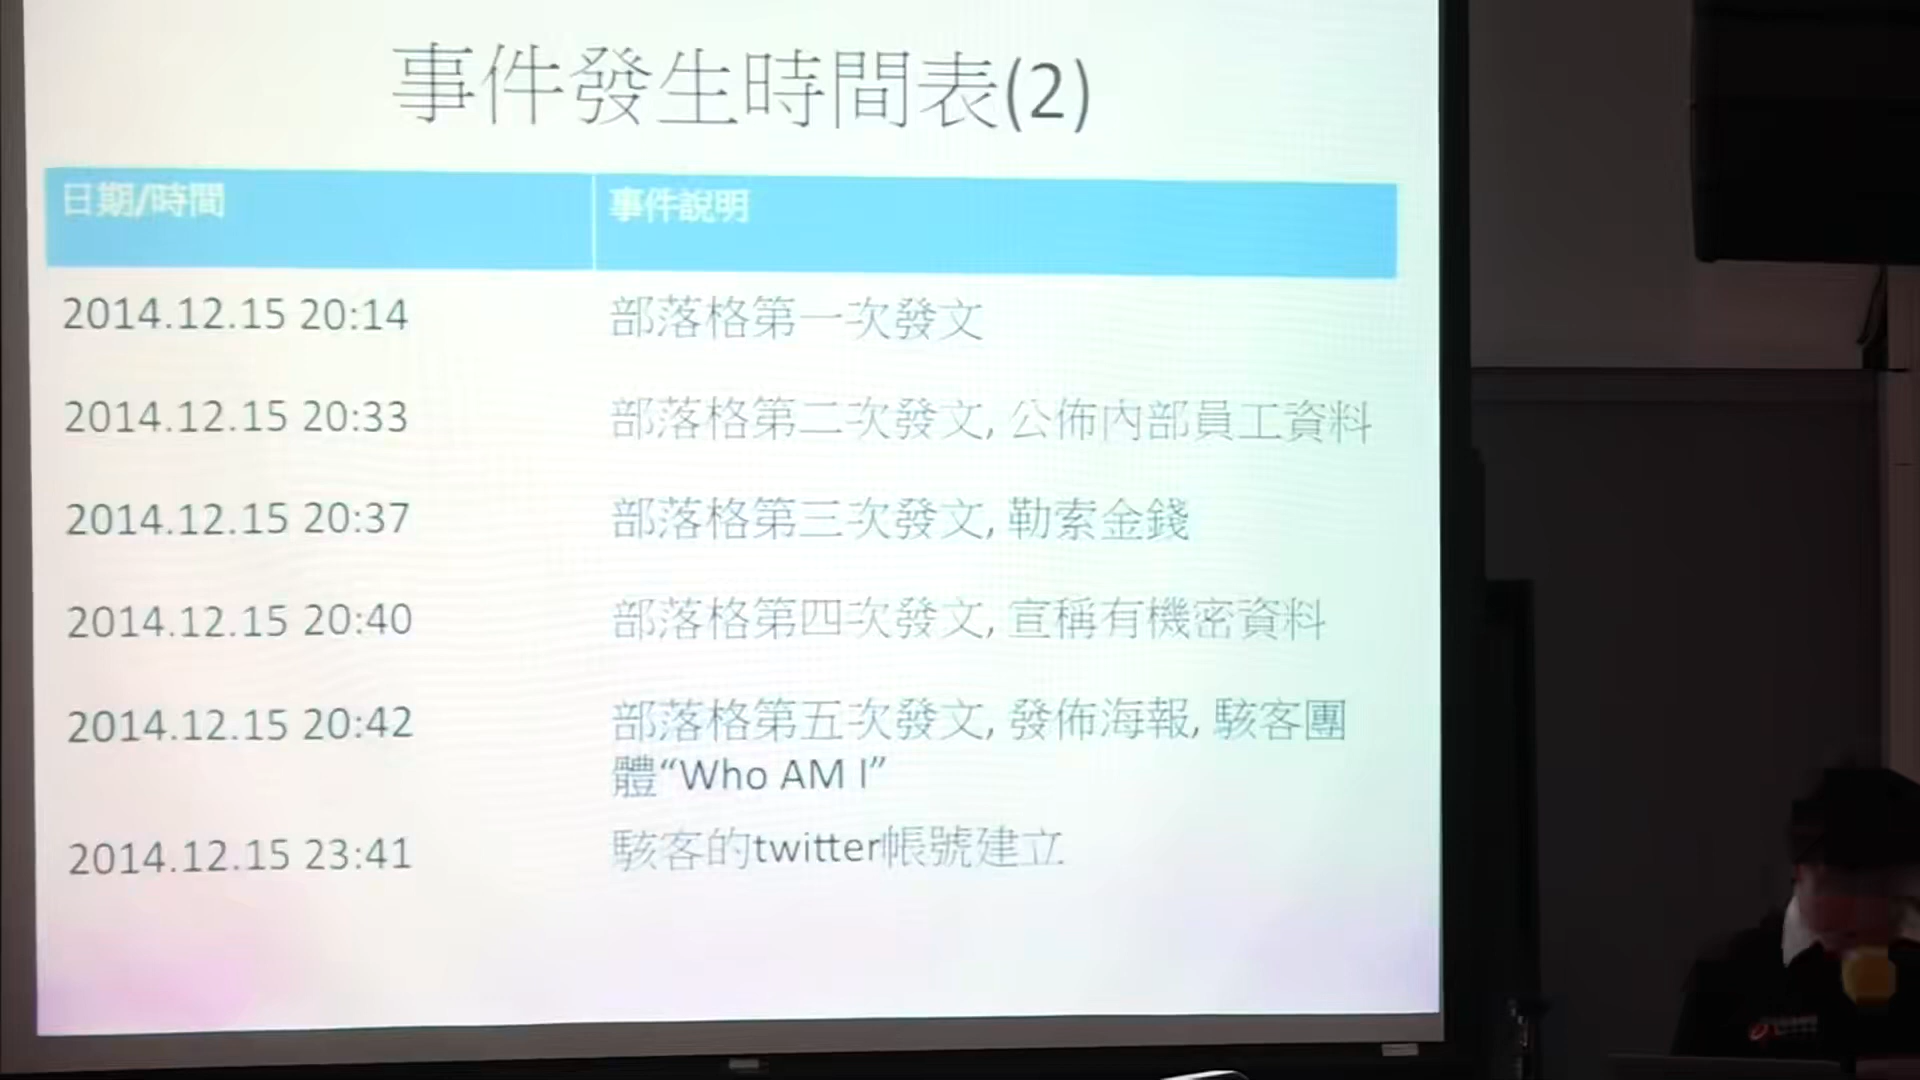 事件發生時間表(2)
日期/時間 事件說明
2014.12.15 20:14 部落格第一次發文
2014.12.15 20:33 部落格第二次發文, 公佈內部員工資料
2014.12.15 20:37 部落格第三次發文, 勒索金錢
2014.12.15 20:40 部落格第四次發文, 宣稱有機密資料
2014.12.15 20:42 部落格第五次發文, 發佈海報, 駭客團
體“Who AM I”
2014.12.15 23:41 駭客的twitter帳號建立